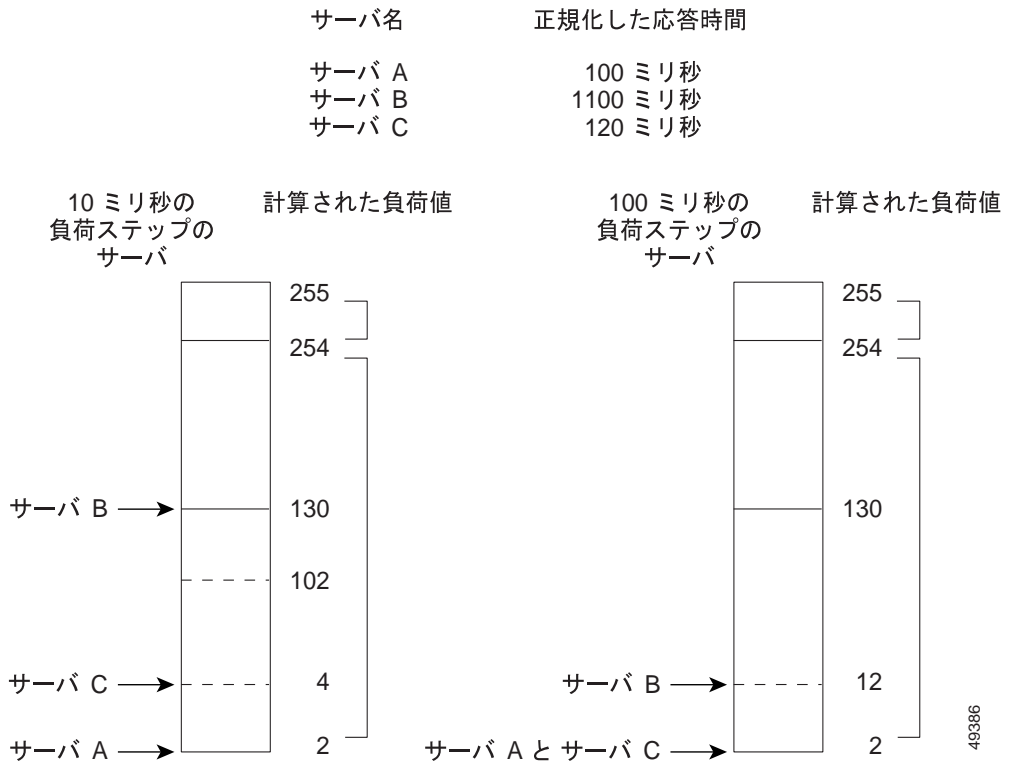 サーバ名 正規化した応答時間
サーバ A 100 ミリ秒
サーバ B 1100 ミリ秒
サーバ C 120 ミリ秒
10 ミリ秒の
負荷ステップの
サーバ
計算された負荷値
255
254
サーバ B
130
102
サーバ C
4
サーバ A
2
100 ミリ秒の
負荷ステップの
サーバ
計算された負荷値
255
254
130
サーバ B
12
サーバ A と サーバ C
2
49386